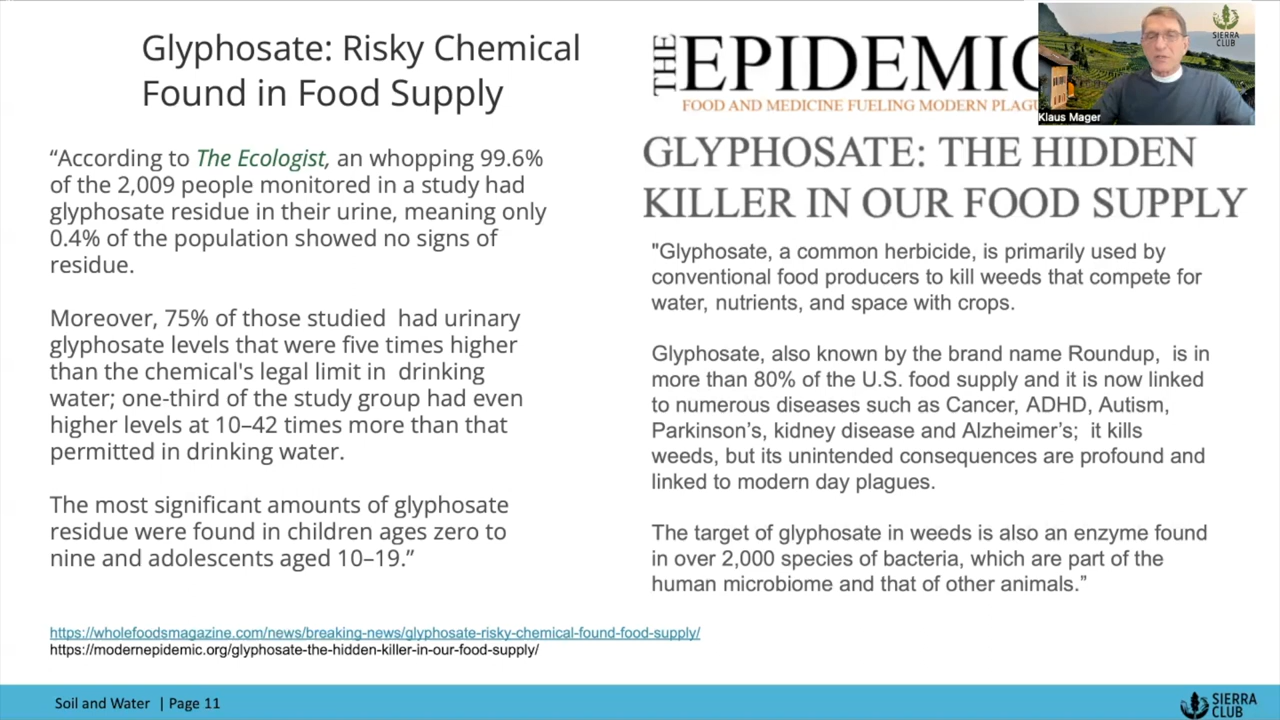 Glyphosate: Risky Chemical
Found in Food Supply
“According to The Ecologist, an whopping 99.6%
of the 2,009 people monitored in a study had
glyphosate residue in their urine, meaning only
0.4% of the population showed no signs of
residue.
Moreover, 75% of those studied had urinary
glyphosate levels that were five times higher
than the chemical's legal limit in drinking
water; one-third of the study group had even
higher levels at 10–42 times more than that
permitted in drinking water.
The most significant amounts of glyphosate
residue were found in children ages zero to
nine and adolescents aged 10–19.”
THE EPIDEMIC
FOOD AND MEDICINE FUELING MODERN PLAGU
SIERRA
CLUB
Klaus Mager
GLYPHOSATE: THE HIDDEN
KILLER IN OUR FOOD SUPPLY
"Glyphosate, a common herbicide, is primarily used by
conventional food producers to kill weeds that compete for
water, nutrients, and space with crops.
Glyphosate, also known by the brand name Roundup, is in
more than 80% of the U.S. food supply and it is now linked
to numerous diseases such as Cancer, ADHD, Autism,
Parkinson’s, kidney disease and Alzheimer’s; it kills
weeds, but its unintended consequences are profound and
linked to modern day plagues.
The target of glyphosate in weeds is also an enzyme found
in over 2,000 species of bacteria, which are part of the
human microbiome and that of other animals.”
https://wholefoodsmagazine.com/news/breaking-news/glyphosate-risky-chemical-found-food-supply/
https://modernepidemic.org/glyphosate-the-hidden-killer-in-our-food-supply/
Soil and Water | Page 11
SIERRA
CLUB